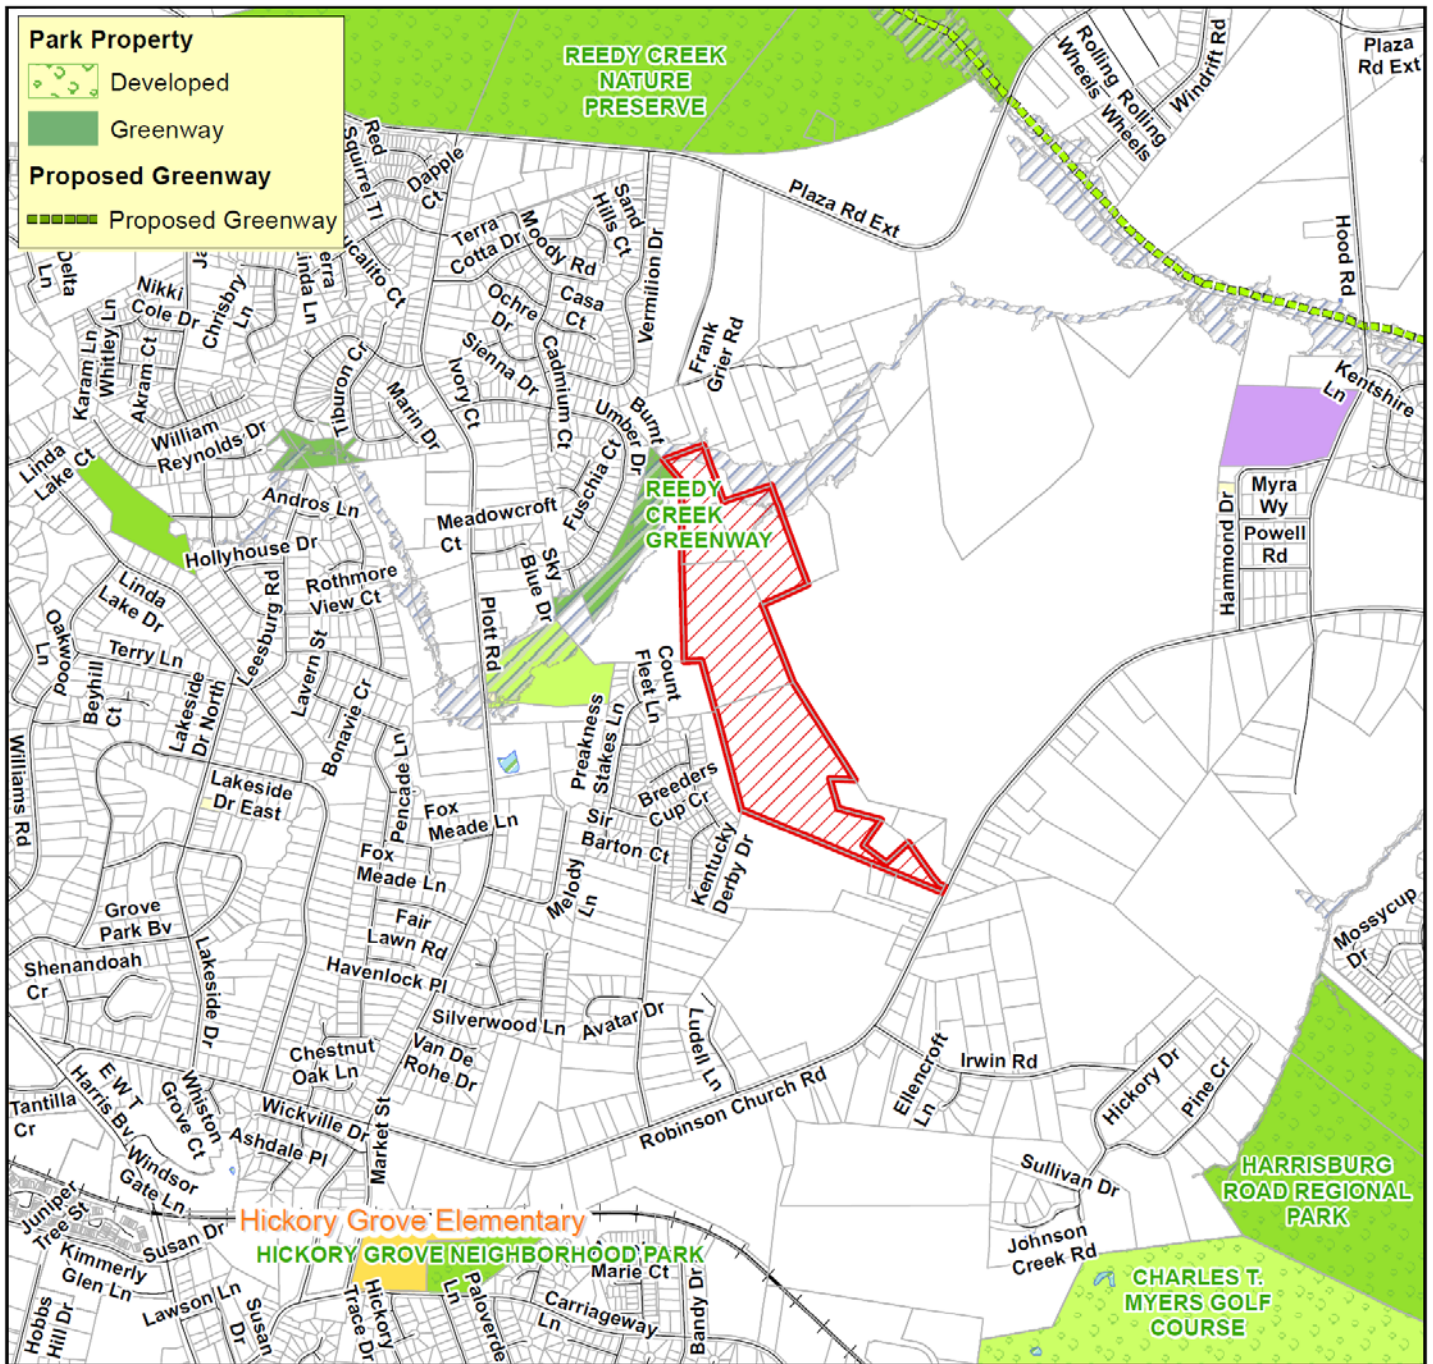 Park Property
Developed
Greenway
Proposed Greenway
Proposed Greenway
REEDY CREEK
NATURE
PRESERVE
Rolling
Wheels
Rolling
Wheels
Windrift Rd
Plaza
Rd Ext
Red
Squirrel Tl
Dapple
Ct
Sand
Hills Ct
Plaza Rd Ext
Hood Rd
Terra
Cotta Dr
Moody Rd
Vermilion Dr
Delta
Ln
Nikki
Cole Dr
Chrisbry
Ln
Ochre
Dr
Casa
Ct
Frank
Grier Rd
Karam Ln
Whitley Ln
Akram Ct
Tiburon Cr
Marin Dr
Ivory Ct
Sienna Dr
Cadmium Ct
Burnt
Umber Dr
Kentshire
Ln
William
Reynolds Dr
Linda
Lake Ct
Fuschia Ct
REEDY
CREEK
GREENWAY
Andros Ln
Meadowcroft
Ct
Myra
Wy
Powell
Rd
Hammond Dr
Hollyhouse Dr
Sky
Blue Dr
Linda
Lake Dr
Rothmore
View Ct
Leesburg Rd
Plott Rd
Oakwood
Ln
Terry Ln
Lavern St
Count
Fleet Ln
Beyhill
Ct
Lakeside
Dr North
Bonavie Cr
Preakness
Stakes Ln
Williams Rd
Pencade Ln
Lakeside
Dr East
Breeders
Cup Cr
Fox
Meade Ln
Sir
Barton Ct
Kentucky
Derby Dr
Fox
Meade Ln
Melody
Ln
Grove
Park Bv
Fair
Lawn Rd
Mossycup
Dr
Shenandoah
Cr
Lakeside Dr
Havenlock Pl
Silverwood Ln
Avatar Dr
Ludell Ln
Chestnut
Oak Ln
Van De
Rohe Dr
Ellencroft
Ln
Irwin Rd
Hickory Dr
Pine Cr
E W T
Harris Bv
Whiston
Grove Ct
Tantilla
Cr
Wickville Dr
Market St
Robinson Church Rd
Ashdale Pl
Windsor
Gate Ln
Sullivan Dr
HARRISBURG
ROAD REGIONAL
PARK
Juniper
Tree St
Susan Dr
Hickory Grove Elementary
HICKORY GROVE NEIGHBORHOOD PARK
Johnson
Creek Rd
Kimmerly
Glen Ln
Marie Ct
CHARLES T.
MYERS GOLF
COURSE
Hobbs
Hill Dr
Lawson Ln
Susan
Dr
Hickory
Trace Dr
Paloverde
Ln
Carriageway
Ln
Bandy Dr